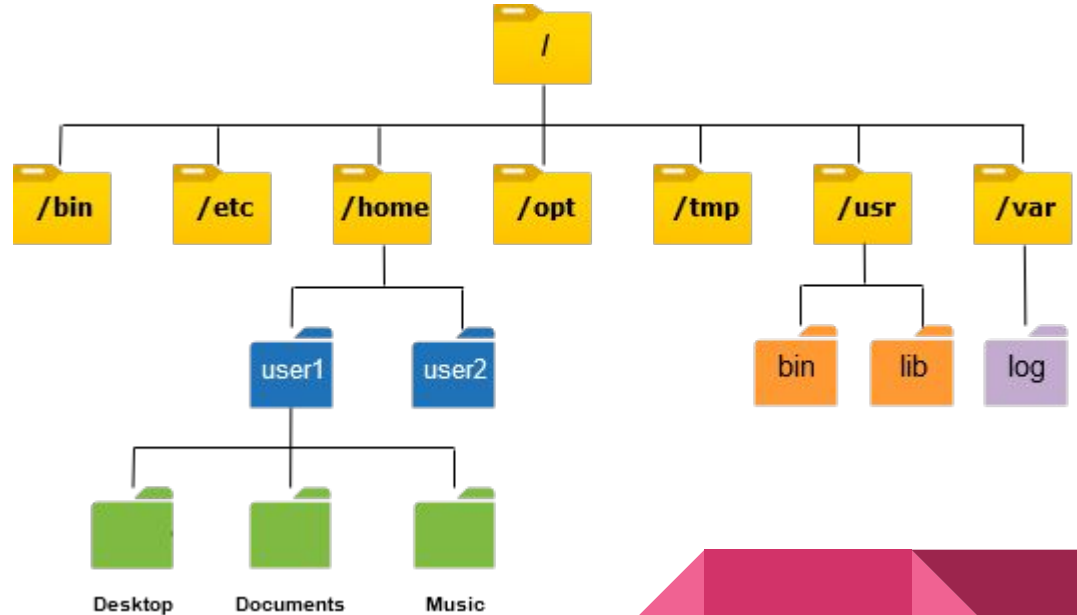 /
/bin /etc /home /opt /tmp /usr /var
user1 user2 bin lib log
Desktop Documents Music